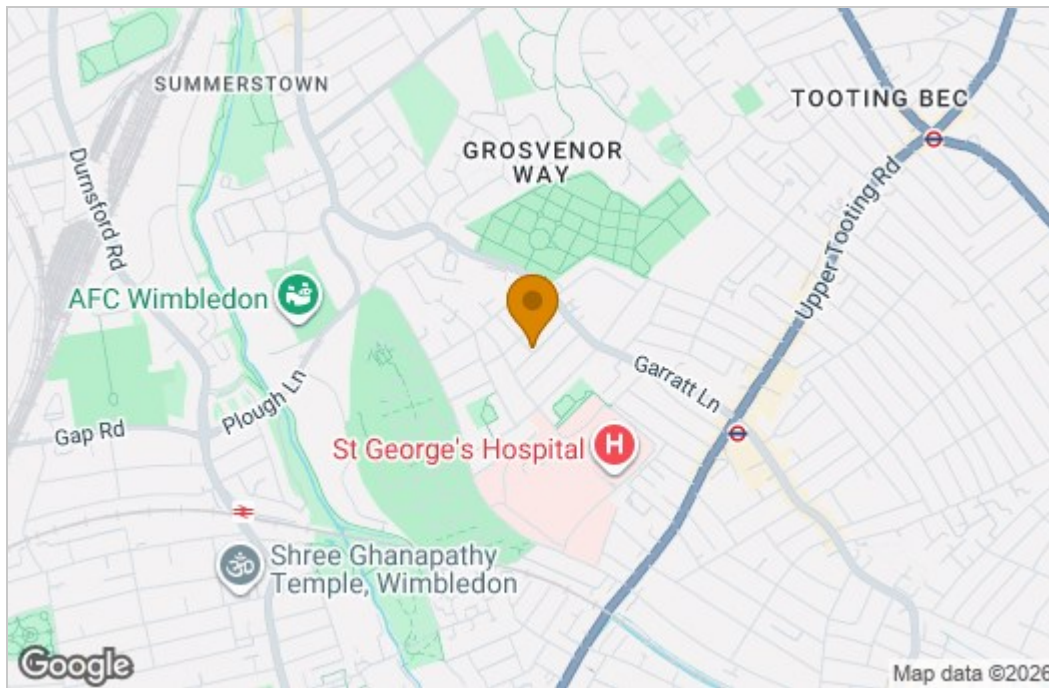 SUMMERSTOWN
TOOTING BEC
GROSVENOR
WAY
Durnsford Rd
Upper Tooting Rd
AFC Wimbledon
Garratt Ln
Plough Ln
Gap Rd
St George's Hospital
H
Shree Ghanapathy
Temple, Wimbledon
Google
Map data ©2026